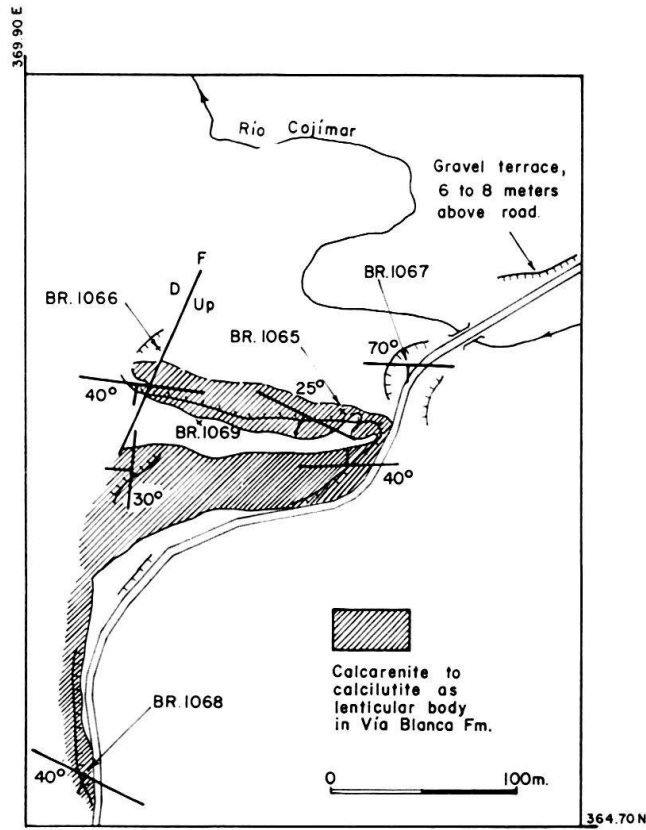 369.90 E
Río Cojímar
Gravel terrace,
6 to 8 meters
above road.
F
D
Up
BR. 1066
BR. 1067
BR. 1065
70°
25°
40°
BR. 1069
40°
30°
Calcarenite to
calcilutite as
lenticular body
in Vía Blanca Fm.
BR. 1068
40°
0
100m.
364.70 N